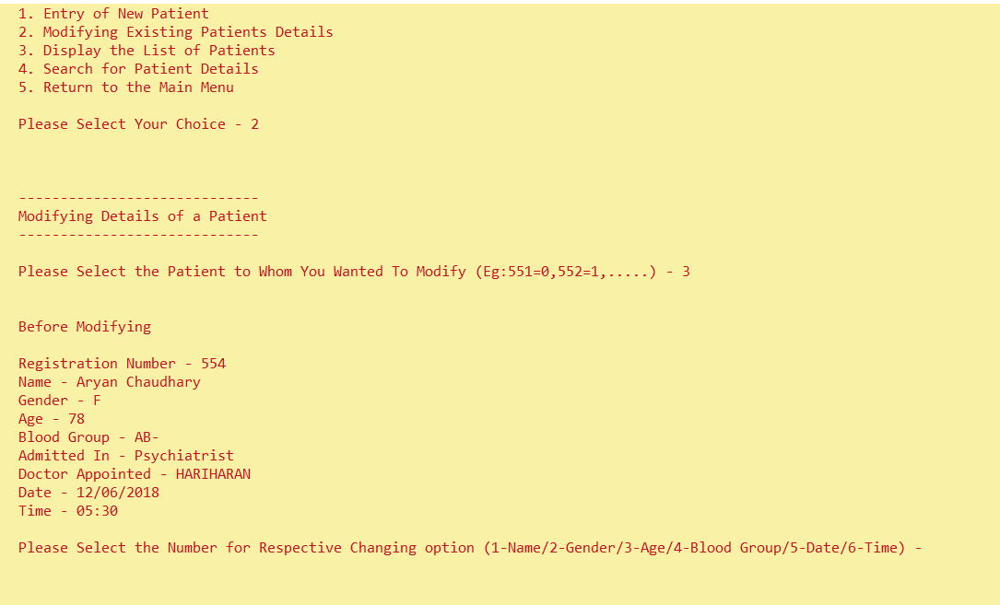 1. Entry of New Patient
2. Modifying Existing Patients Details
3. Display the List of Patients
4. Search for Patient Details
5. Return to the Main Menu
Please Select Your Choice - 2
-----------------------------
Modifying Details of a Patient
-----------------------------
Please Select the Patient to Whom You Wanted To Modify (Eg:551=0,552=1,.....) - 3
Before Modifying
Registration Number - 554
Name - Aryan Chaudhary
Gender - F
Age - 78
Blood Group - AB-
Admitted In - Psychiatrist
Doctor Appointed - HARIHARAN
Date - 12/06/2018
Time - 05:30
Please Select the Number for Respective Changing option (1-Name/2-Gender/3-Age/4-Blood Group/5-Date/6-Time) -